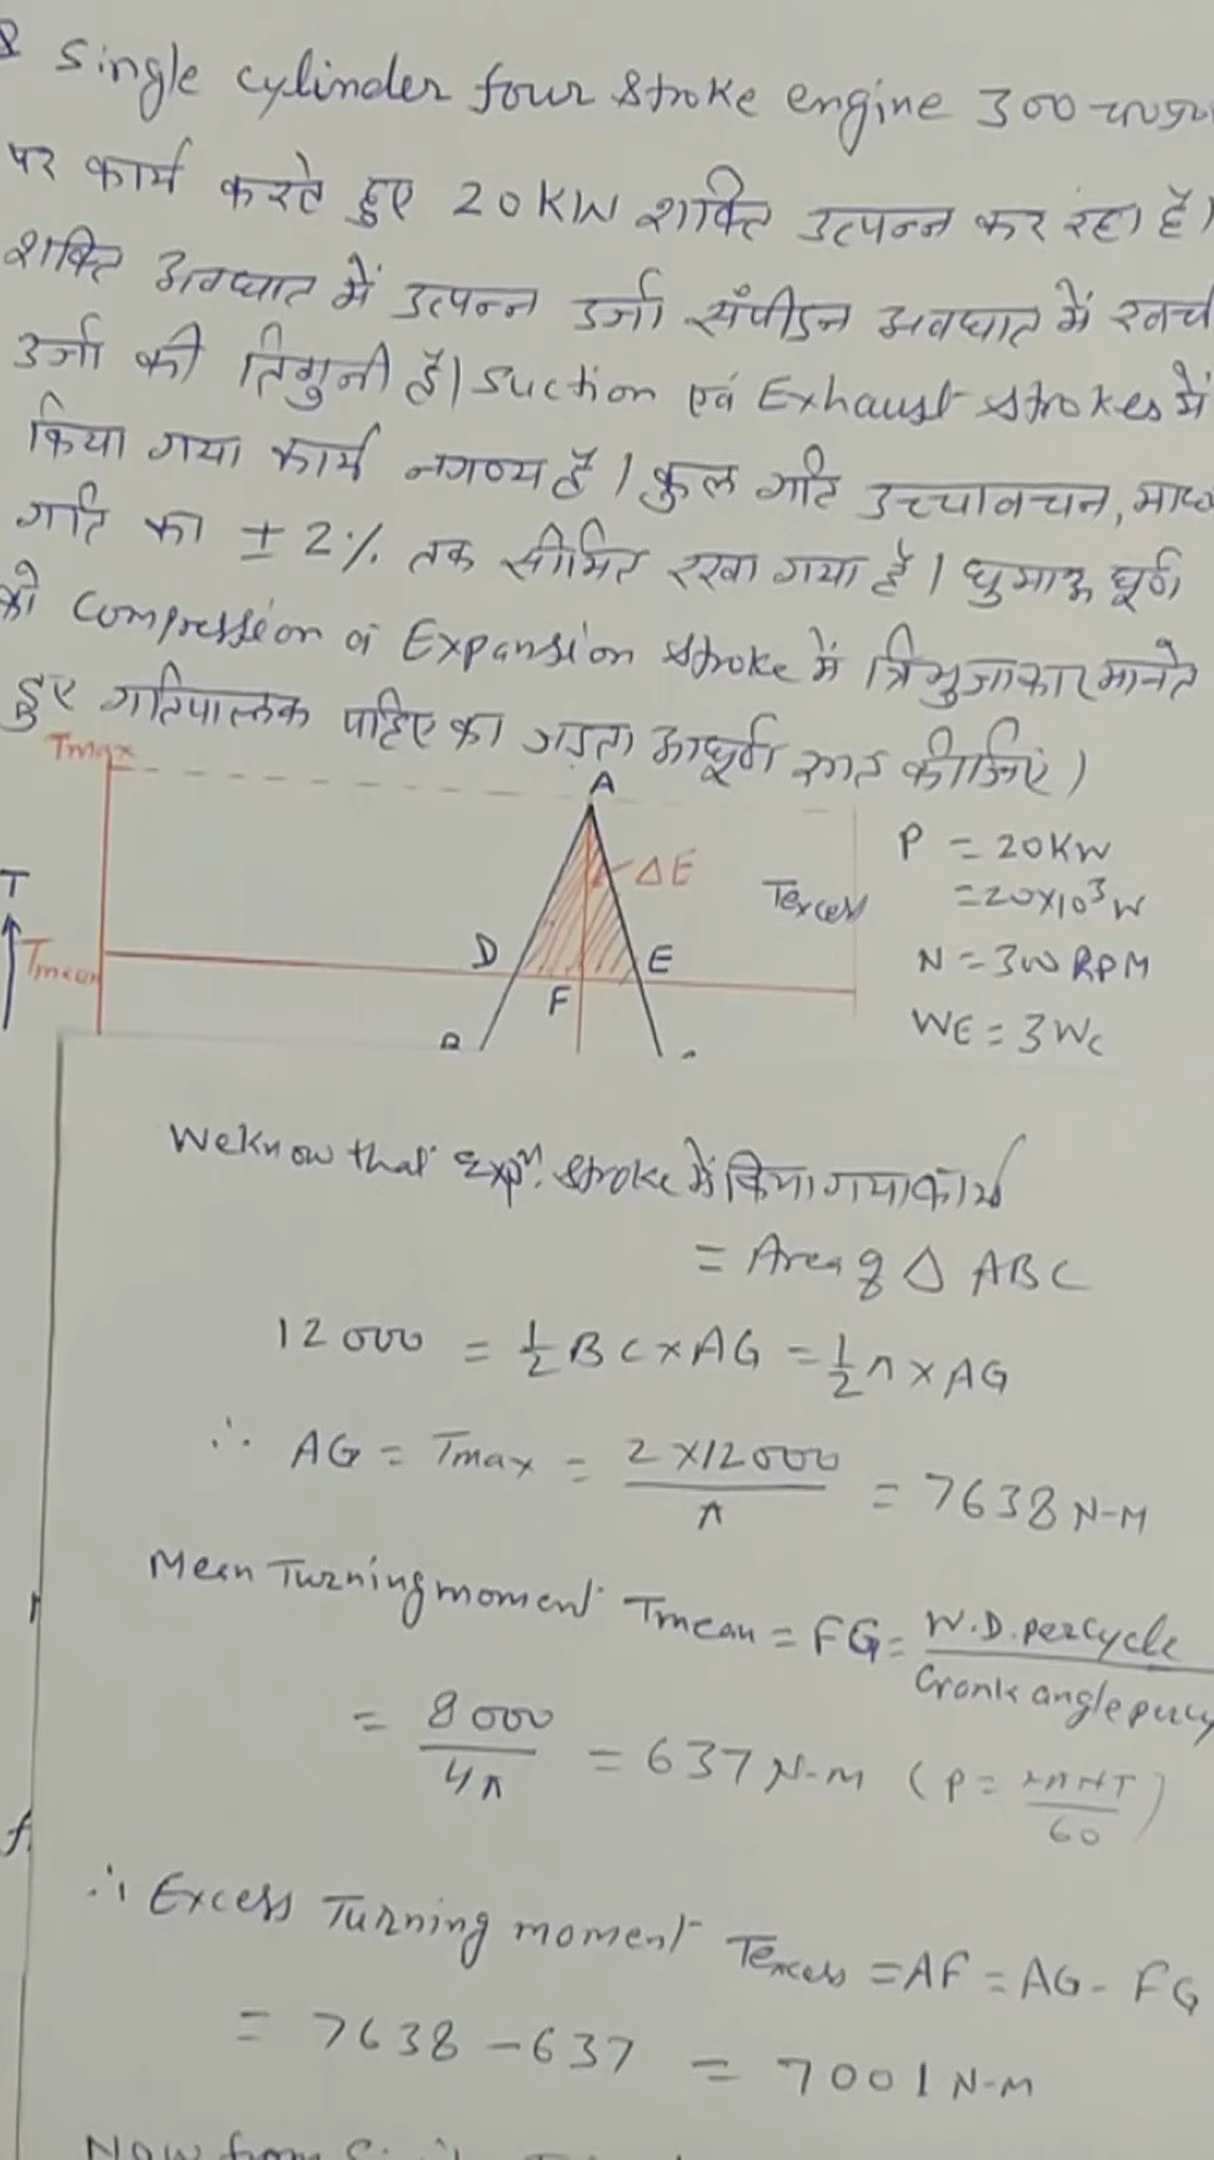 Single cylinder four stroke engine 300
पर कार्य करते हुए 20KW शक्ति उत्पन्न कर रहा है।
शक्ति अवघात में उत्पन्न उर्जा संपीडन अवघात में खर्च
उर्जा की तिगुनी है। Suction एवं Exhaust strokes में
किया गया कार्य नगण्य है। कुल गति उच्चावचन,
गति का ± 2% तक सीमित रखा गया है। घुमाऊ घूर्ण
को Compression व Expansion stroke में त्रिभुजाकार मानते
हुए गतिपालक पहिए का जड़ता आघूर्ण ज्ञात कीजिए।
Tmax
A
P = 20KW
T
ΔE
Texcess
=20×10³W
Tmean
D
E
N = 300 RPM
F
WE = 3Wc
We know that Expⁿ. stroke में किया गया कार्य
= Area of Δ ABC
12000 = ½ BC × AG = ½ π × AG
∴ AG = Tmax = 2×12000/π = 7638 N-M
Mean Turning moment Tmean = FG = W.D. per cycle / Crank angle
= 8000/4π = 637 N-M (P = 2πNT/60)
∴ Excess Turning moment Texcess = AF = AG - FG
= 7638 - 637 = 7001 N-M
Now from